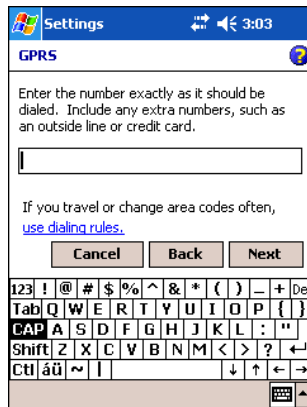 Settings 3:03
GPRS ?
Enter the number exactly as it should be
dialed. Include any extra numbers, such as
an outside line or credit card.
If you travel or change area codes often,
use dialing rules.
Cancel Back Next
123 ! @ # $ % ^ & * ( ) _ + De
Tab Q W E R T Y U I O P { }
CAP A S D F G H J K L : "
Shift Z X C V B N M < > ? ↵
Ctl áü ~ | ↓ ↑ ← →